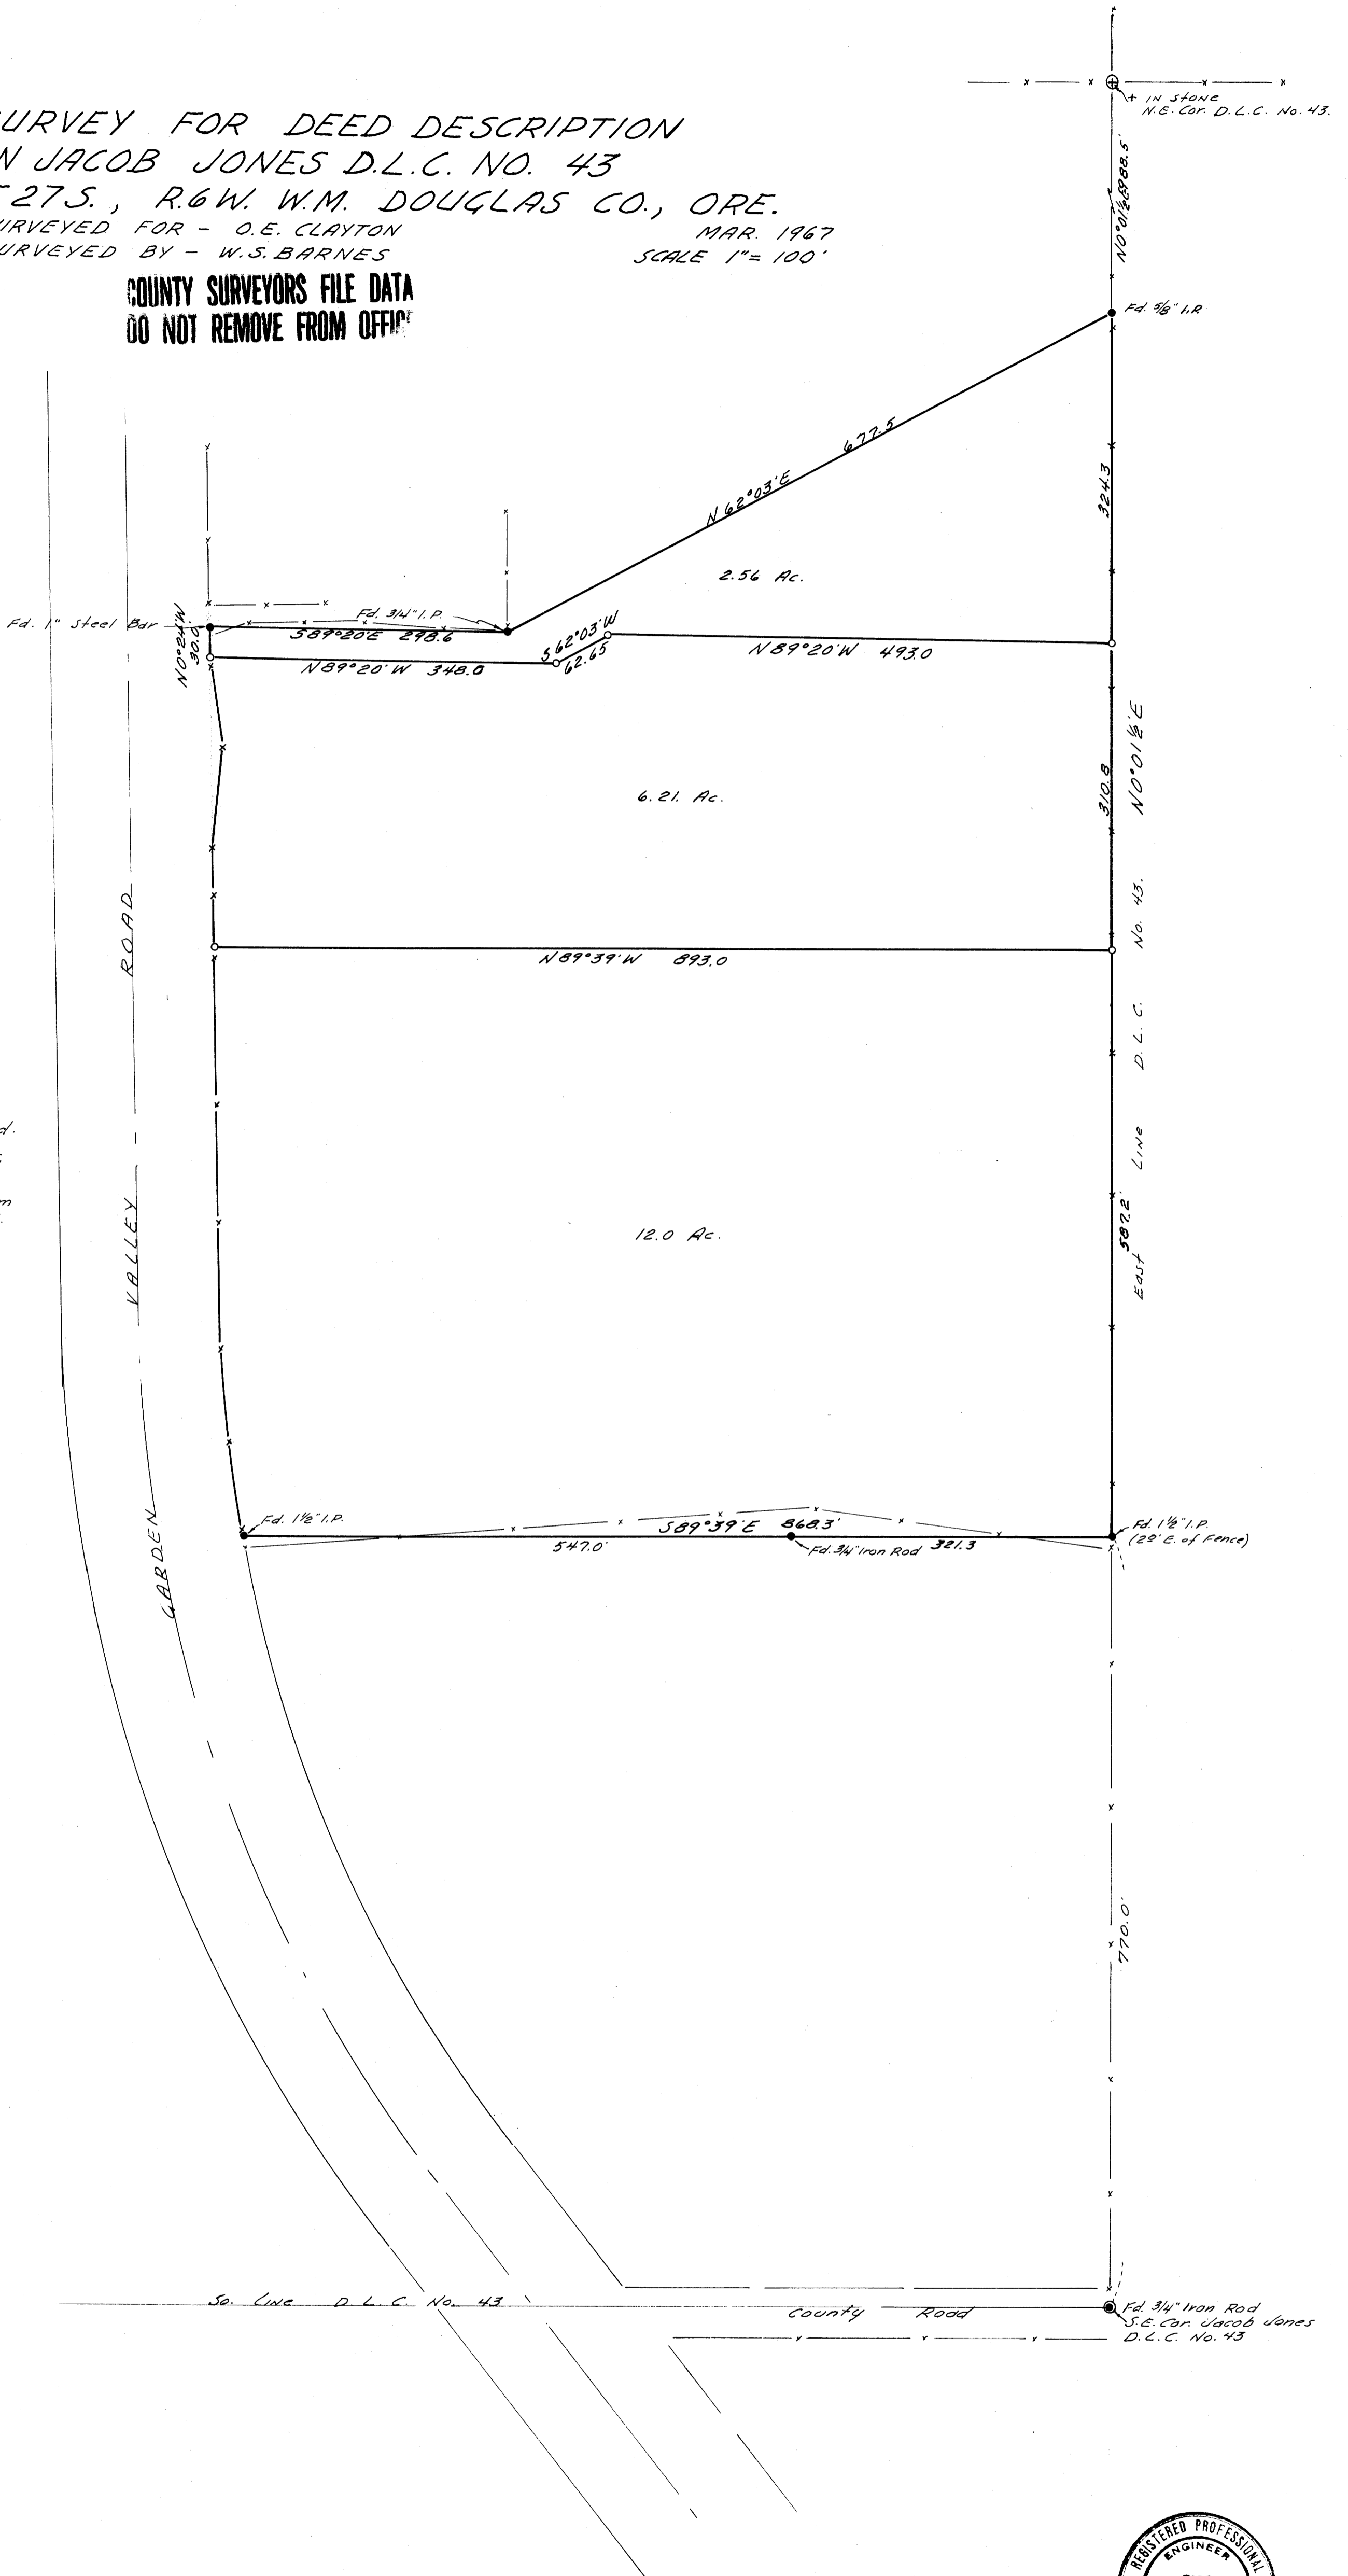 + IN Stone
N.E. Cor. D.L.C. No. 43.
URVEY FOR DEED DESCRIPTION
N JACOB JONES D.L.C. NO. 43
T 27 S., R.6W. W.M. DOUGLAS CO., ORE.
URVEYED FOR - O.E. CLAYTON
MAR. 1967
URVEYED BY - W.S. BARNES
SCALE 1"= 100'
COUNTY SURVEYORS FILE DATA
DO NOT REMOVE FROM OFFIC
Fd. 5/8" I.R
677.5
N 62°03'E
324.3
2.56 Ac.
Fd. 1" Steel Bar
Fd. 3/4" I.P.
S89°20'E 298.6
N0°24'W
30.0
N89°20'W 348.0
S 62°03'W
62.65
N89°20'W 493.0
6.21. Ac.
310.8
N0°01½'E
N89°39'W 893.0
GARDEN VALLEY ROAD
East Line D.L.C. No. 43.
d.
m
12.0 Ac.
587.2'
Fd. 1½" I.P.
S89°39'E 868.3'
547.0'
Fd. 3/4" Iron Rod
321.3
Fd. 1½" I.P.
(29' E. of Fence)
770.0'
So. Line D.L.C. No. 43
County Road
Fd. 3/4" Iron Rod
S.E. Cor. Jacob Jones
D.L.C. No. 43
REGISTERED PROFESSIONAL
ENGINEER